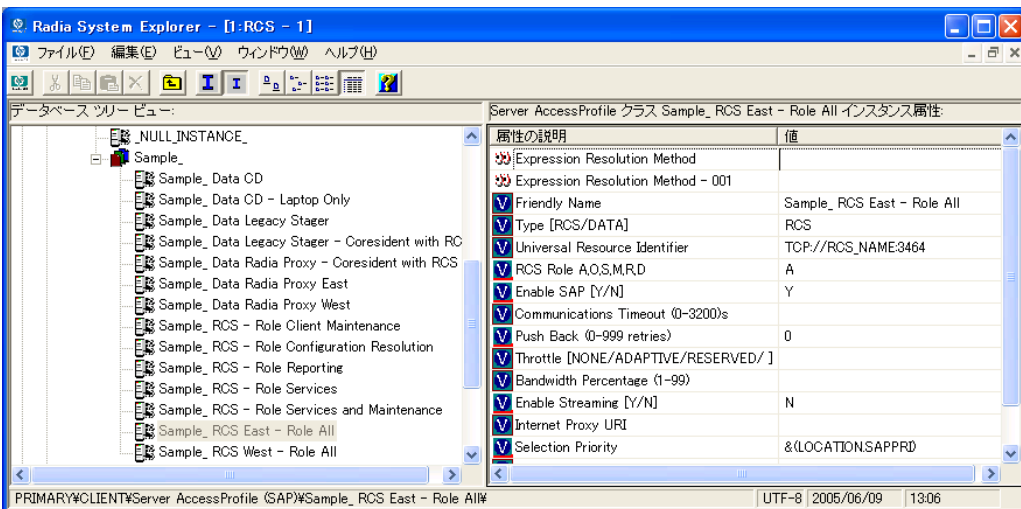 Radia System Explorer - [1:RCS - 1]
ファイル(F) 編集(E) ビュー(V) ウィンドウ(W) ヘルプ(H)
データベース ツリー ビュー:
_NULL_INSTANCE_
Sample_
Sample_ Data CD
Sample_ Data CD - Laptop Only
Sample_ Data Legacy Stager
Sample_ Data Legacy Stager - Coresident with RC
Sample_ Data Radia Proxy - Coresident with RCS
Sample_ Data Radia Proxy East
Sample_ Data Radia Proxy West
Sample_ RCS - Role Client Maintenance
Sample_ RCS - Role Configuration Resolution
Sample_ RCS - Role Reporting
Sample_ RCS - Role Services
Sample_ RCS - Role Services and Maintenance
Sample_ RCS East - Role All
Sample_ RCS West - Role All
Server AccessProfile クラス Sample_ RCS East - Role All インスタンス属性:
属性の説明 値
Expression Resolution Method
Expression Resolution Method - 001
Friendly Name Sample_ RCS East - Role All
Type [RCS/DATA] RCS
Universal Resource Identifier TCP://RCS_NAME:3464
RCS Role A,O,S,M,R,D A
Enable SAP [Y/N] Y
Communications Timeout (0-3200)s
Push Back (0-999 retries) 0
Throttle [NONE/ADAPTIVE/RESERVED/ ]
Bandwidth Percentage (1-99)
Enable Streaming [Y/N] N
Internet Proxy URI
Selection Priority &(LOCATION.SAPPRI)
PRIMARY¥CLIENT¥Server AccessProfile (SAP)¥Sample_ RCS East - Role All¥ UTF-8 2005/06/09 13:06